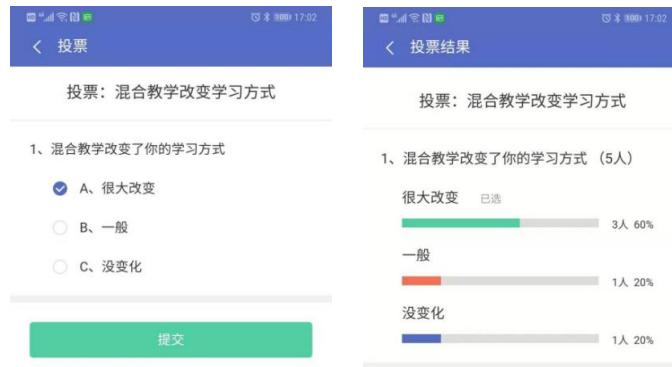 17:02
投票
投票：混合教学改变学习方式
1、混合教学改变了你的学习方式
A、很大改变
B、一般
C、没变化
提交
17:02
投票结果
投票：混合教学改变学习方式
1、混合教学改变了你的学习方式 （5人）
很大改变 已选
3人 60%
一般
1人 20%
没变化
1人 20%